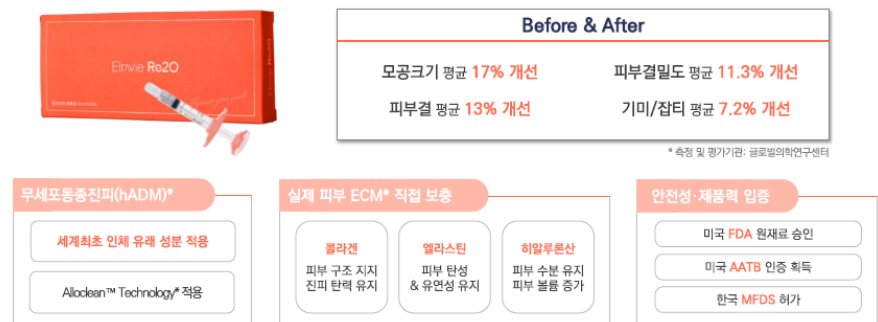 Elravie Re2O
Before & After
모공크기 평균 17% 개선
피부결밀도 평균 11.3% 개선
피부결 평균 13% 개선
기미/잡티 평균 7.2% 개선
* 측정 및 평가기관: 글로벌의학연구센터
무세포동종진피(hADM)*
세계최초 인체 유래 성분 적용
Alloclean™ Technology* 적용
실제 피부 ECM* 직접 보충
콜라겐
피부 구조 지지
진피 탄력 유지
엘라스틴
피부 탄성
& 유연성 유지
히알루론산
피부 수분 유지
피부 볼륨 증가
안전성·제품력 입증
미국 FDA 원재료 승인
미국 AATB 인증 획득
한국 MFDS 허가